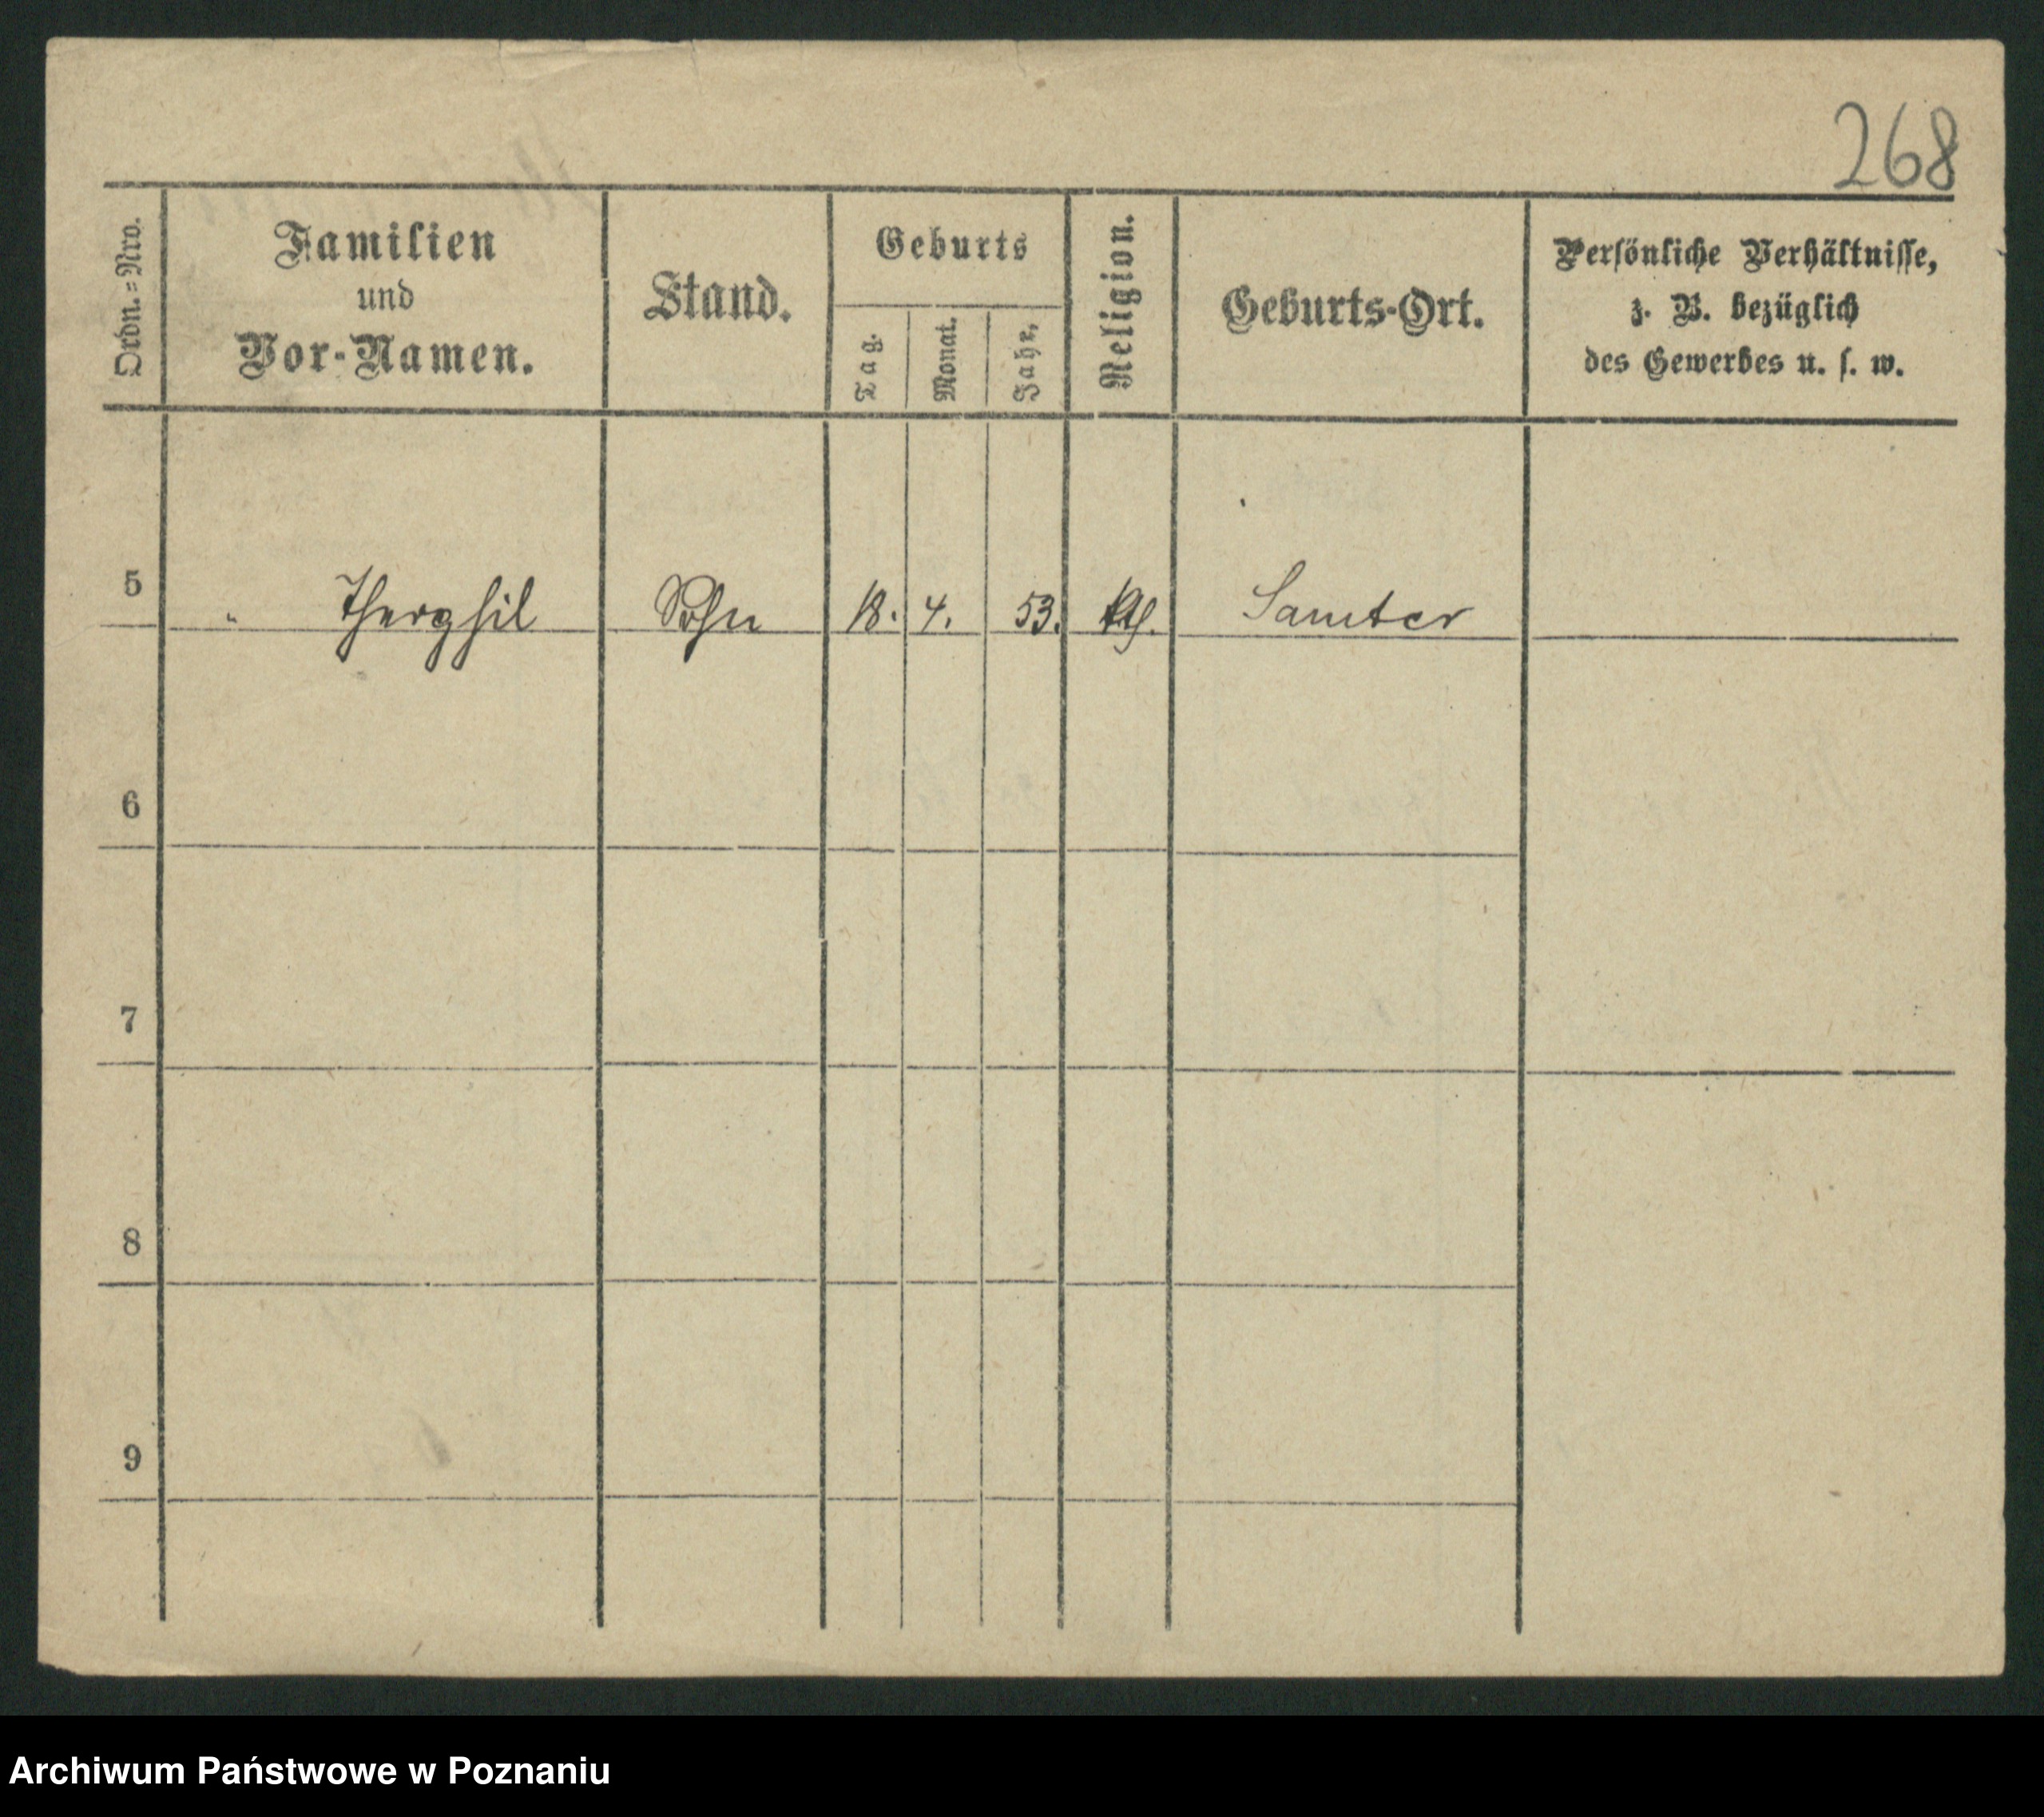 268
Ordn.=Nro.
Familien
und
Vor-Namen.
Stand.
Geburts
Tag.
Monat.
Jahr.
Religion.
Geburts-Ort.
Persönliche Verhältnisse,
z. B. bezüglich
des Gewerbes u. s. w.
5 " Sohn 18. 4. 53. Samter
6
7
8
9
Archiwum Państwowe w Poznaniu